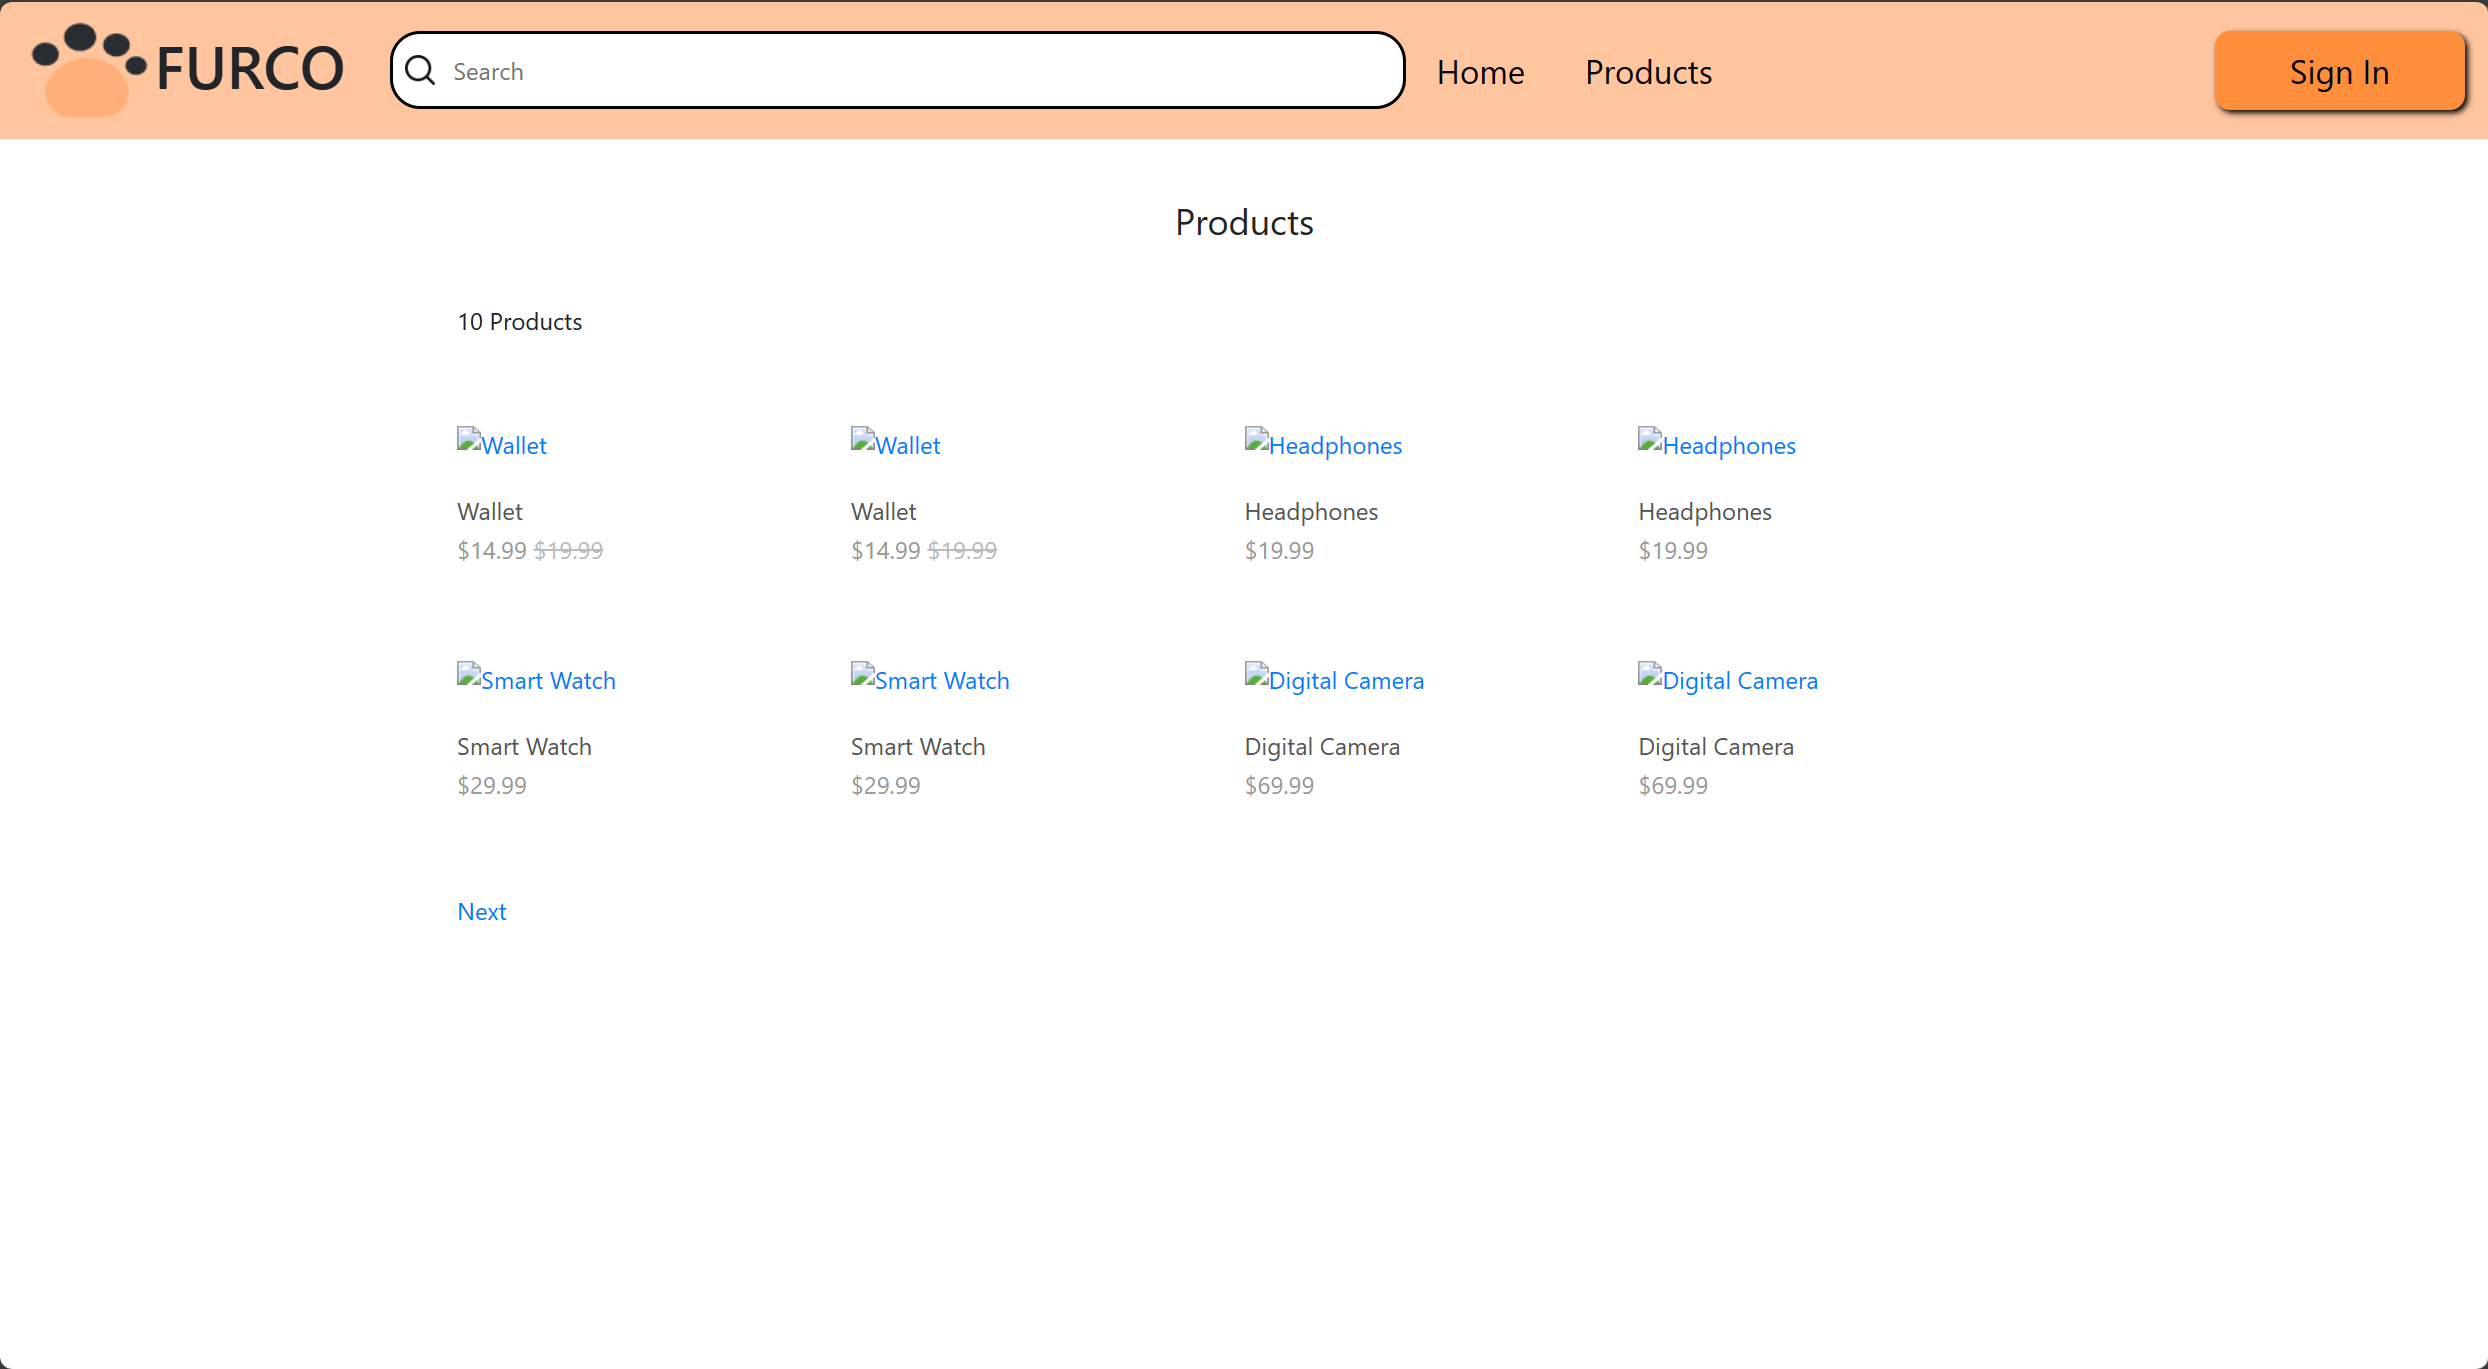 FURCO Search Home Products Sign In
Products
10 Products
Wallet Wallet Headphones Headphones
Wallet Wallet Headphones Headphones
$14.99 $19.99 $14.99 $19.99 $19.99 $19.99
Smart Watch Smart Watch Digital Camera Digital Camera
Smart Watch Smart Watch Digital Camera Digital Camera
$29.99 $29.99 $69.99 $69.99
Next